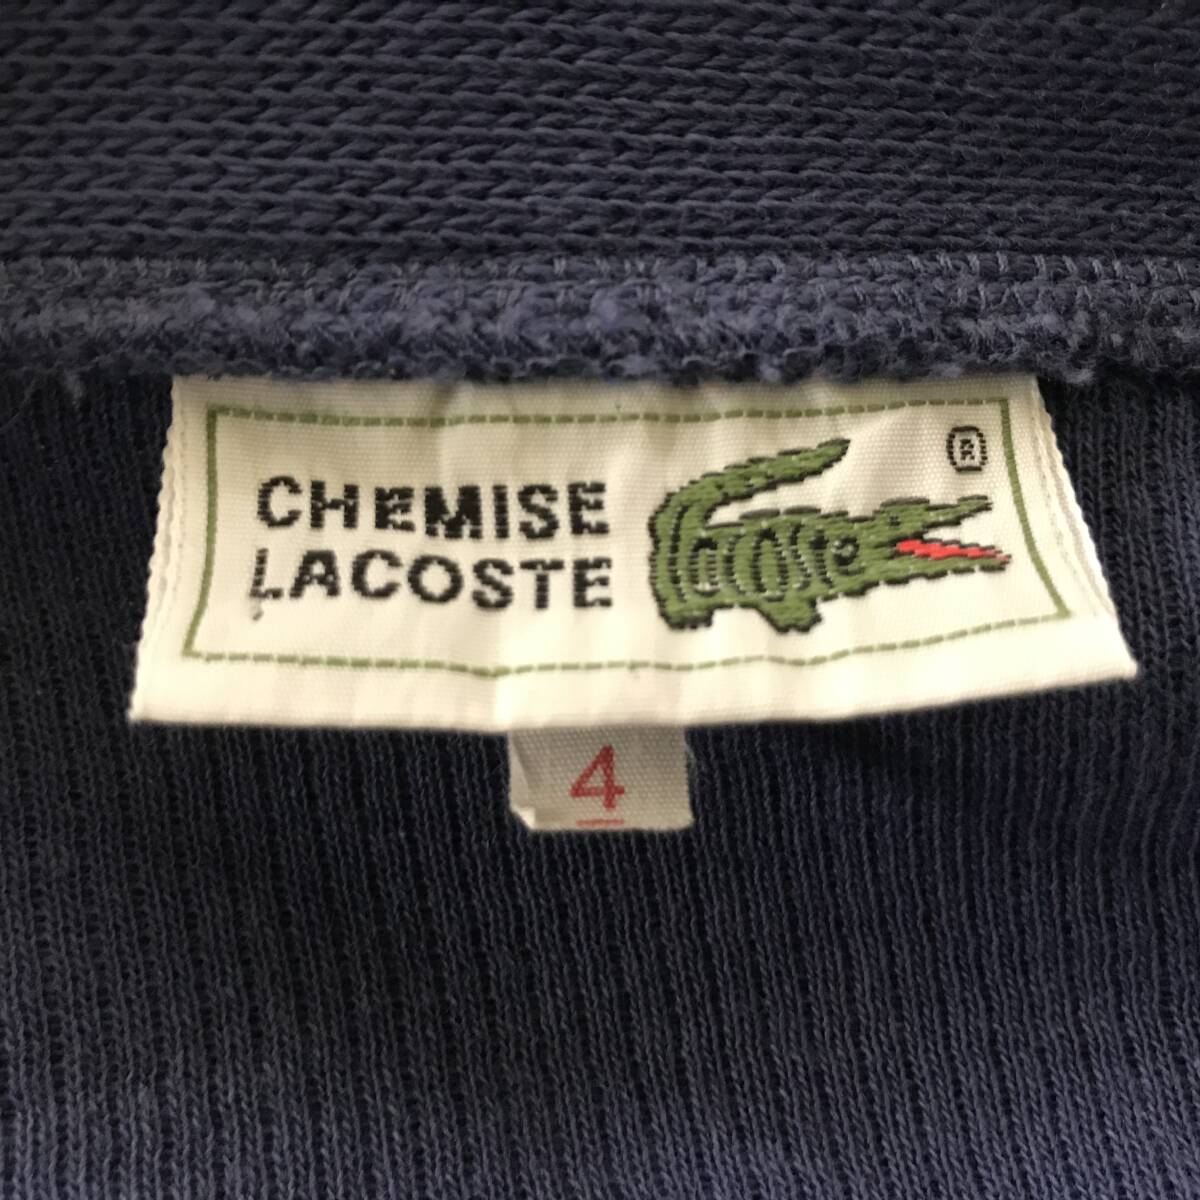 CHEMISE
LACOSTE
lacoste
®
4